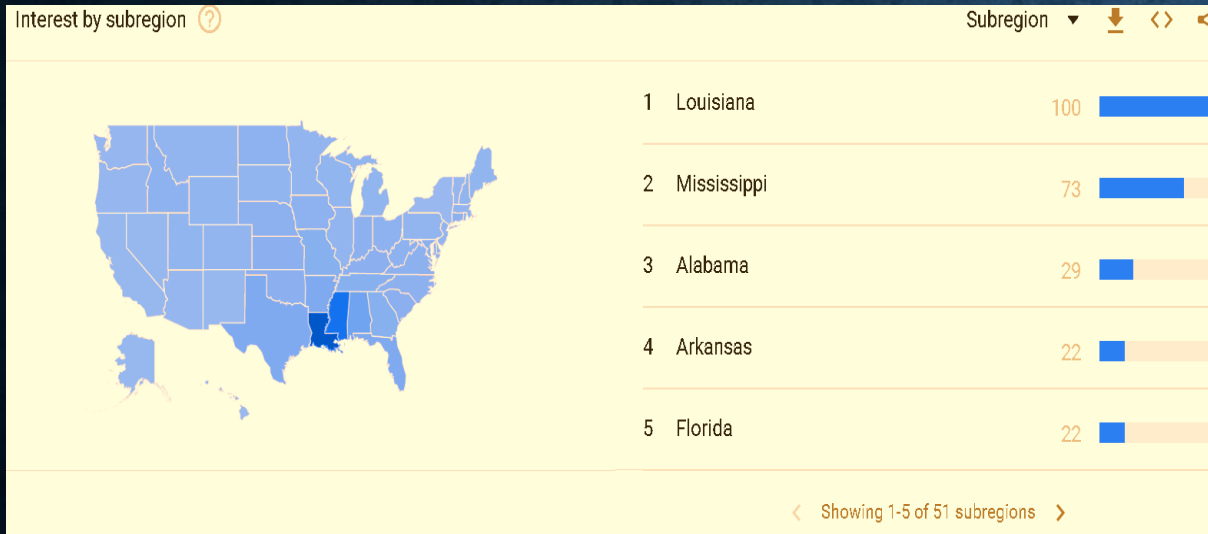 Interest by subregion ?
Subregion
1 Louisiana 100
2 Mississippi 73
3 Alabama 29
4 Arkansas 22
5 Florida 22
Showing 1-5 of 51 subregions